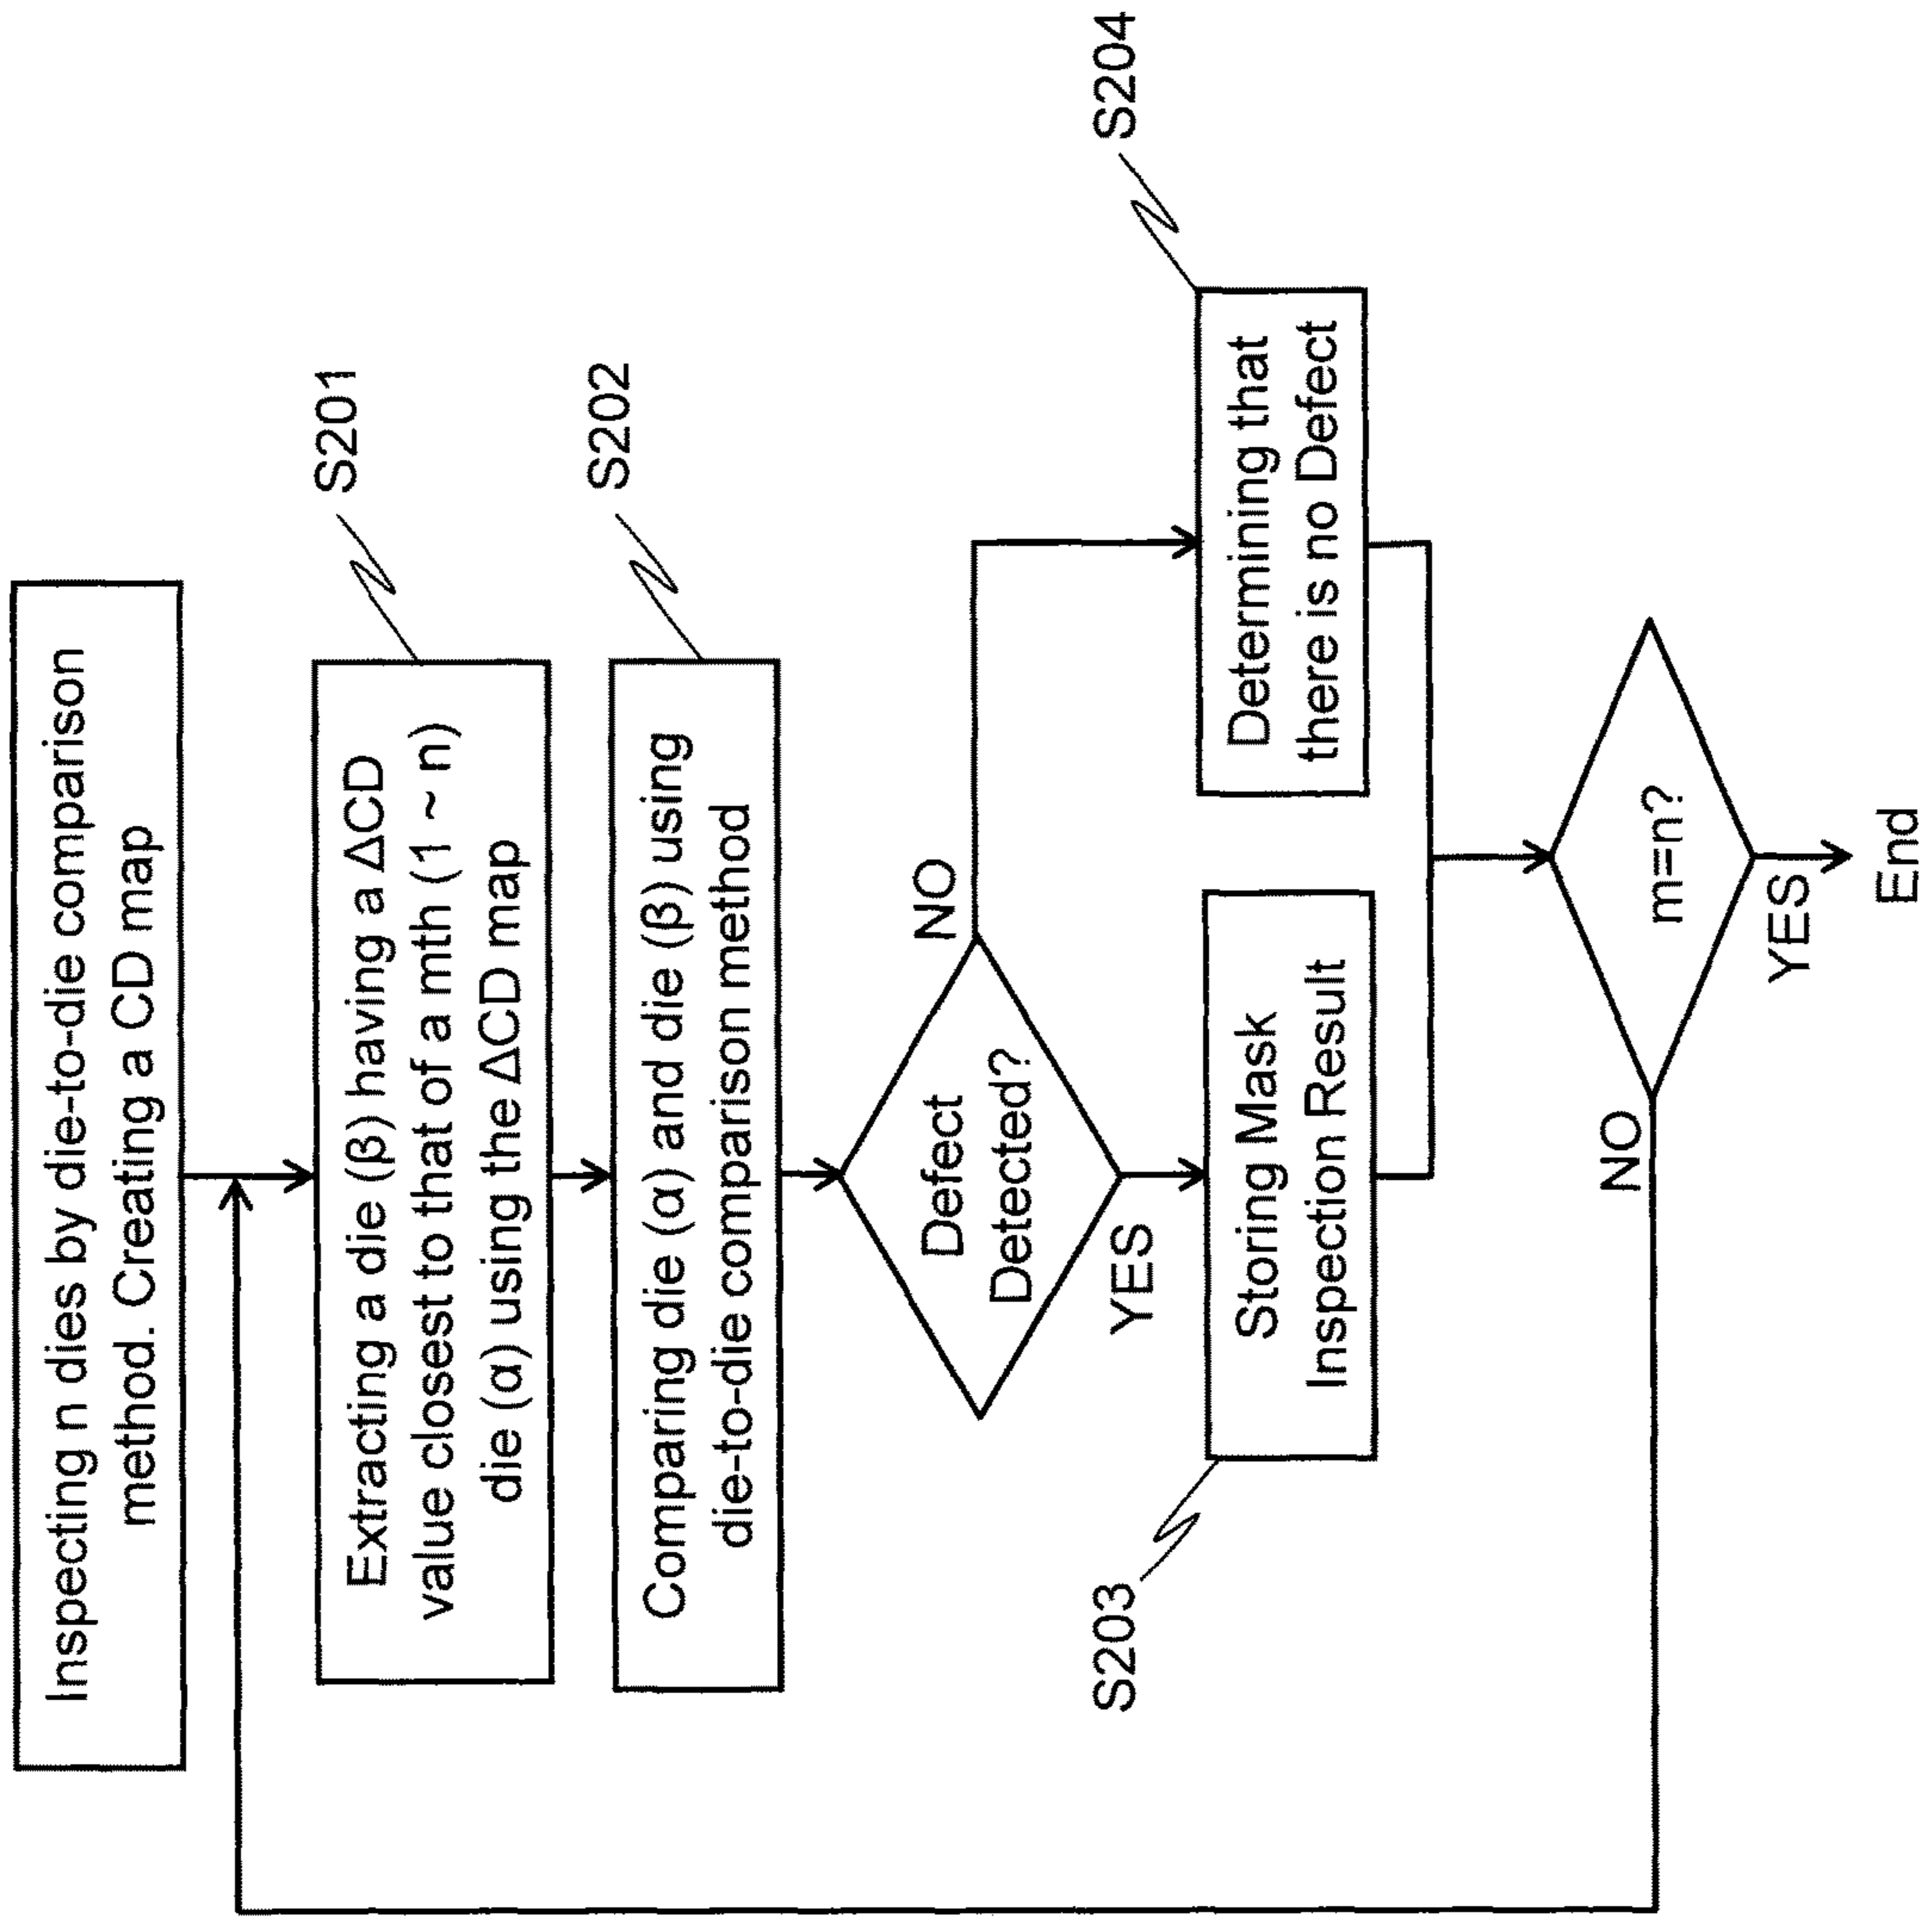 Inspecting n dies by die-to-die comparison
method. Creating a CD map
S201
Extracting a die (β) having a ΔCD
value closest to that of a mth (1 ~ n)
die (α) using the ΔCD map
S202
Comparing die (α) and die (β) using
die-to-die comparison method
Defect
Detected?
NO
YES
S203
Storing Mask
Inspection Result
S204
Determining that
there is no Defect
m=n?
NO
YES
End